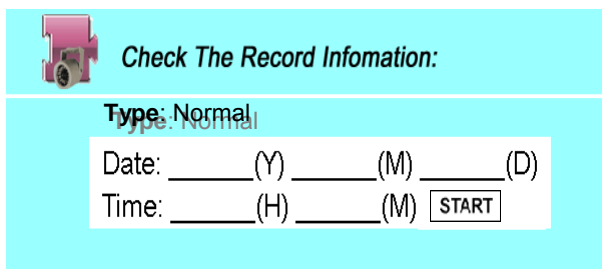 Check The Record Infomation:
Type: Normal
Type: Normal
Date: ______(Y) ______(M) ______(D)
Time: ______(H) ______(M) START